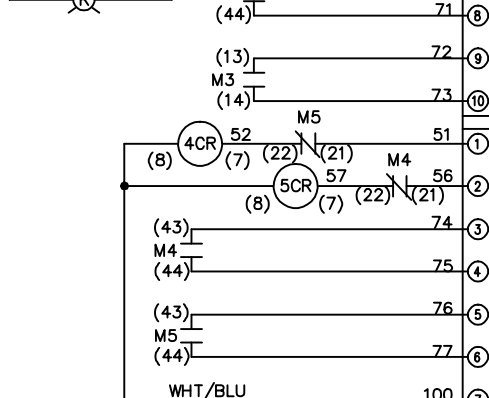 R
(44) 71 8
(13) 72 9
M3
(14) 73 10
M5
4CR 52 51 1
(8) (7) (22) (21)
M4
5CR 57 56 2
(8) (7) (22) (21)
(43) 74 3
M4
(44) 75 4
(43) 76 5
M5
(44) 77 6
WHT/BLU 100 7